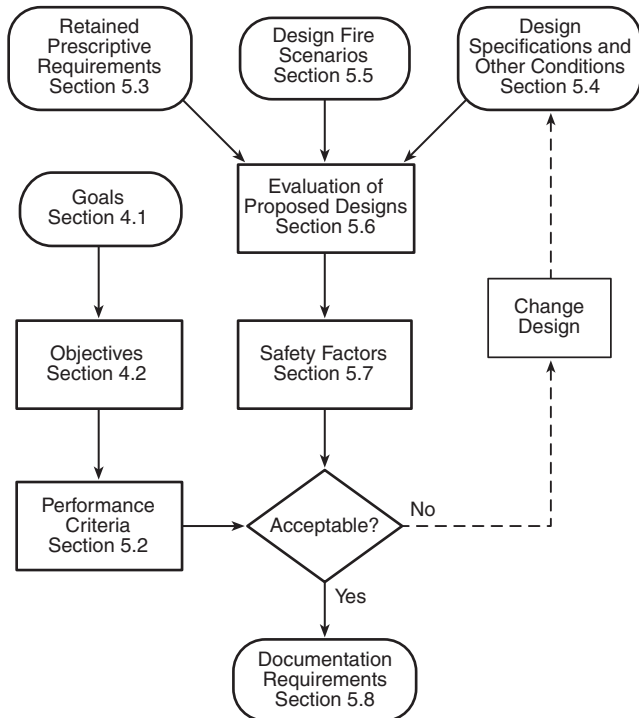 Retained
Prescriptive
Requirements
Section 5.3
Design Fire
Scenarios
Section 5.5
Design
Specifications and
Other Conditions
Section 5.4
Goals
Section 4.1
Evaluation of
Proposed Designs
Section 5.6
Change
Design
Objectives
Section 4.2
Safety Factors
Section 5.7
Performance
Criteria
Section 5.2
Acceptable?
No
Yes
Documentation
Requirements
Section 5.8